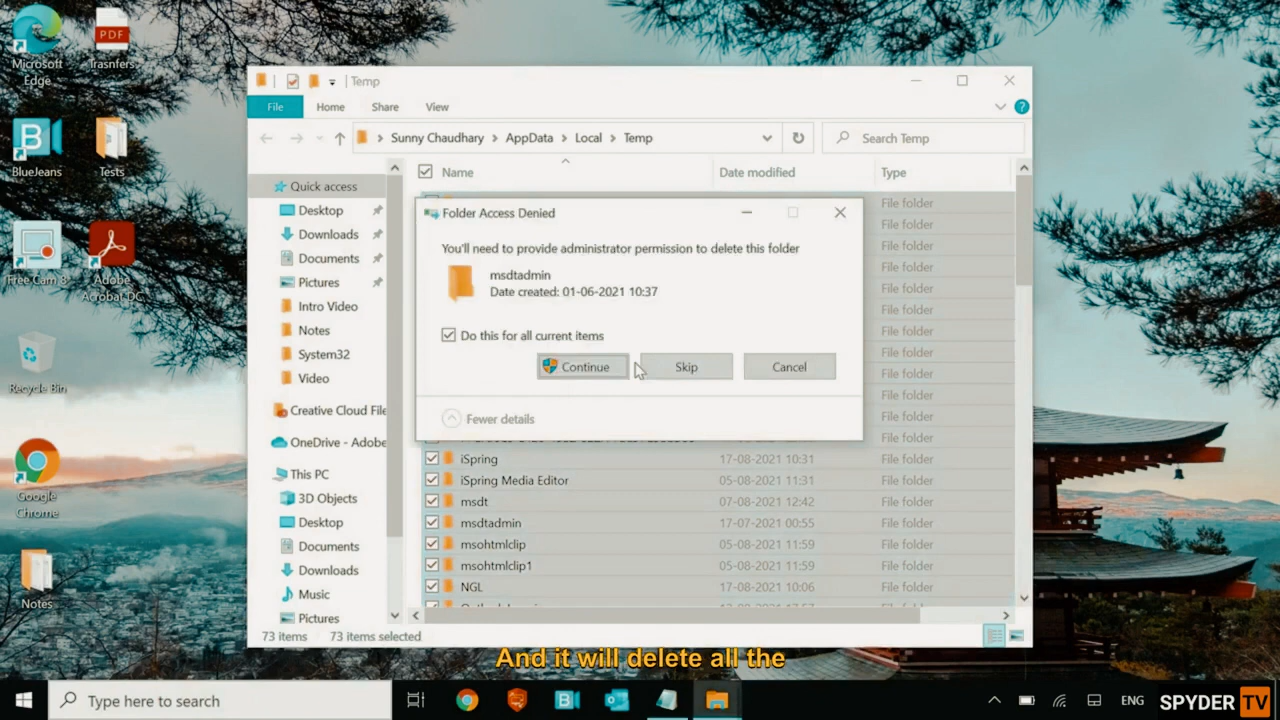 Microsoft
Edge
PDF
Trasnfers
BlueJeans
Tests
Free Cam 8
Adobe
Acrobat DC
Recycle Bin
Google
Chrome
Notes
Temp
File
Home
Share
View
Sunny Chaudhary
AppData
Local
Temp
Search Temp
Name
Date modified
Type
Quick access
Desktop
Downloads
Documents
Pictures
Intro Video
Notes
System32
Video
Creative Cloud File
OneDrive - Adobe
This PC
3D Objects
Desktop
Documents
Downloads
Music
Pictures
File folder
File folder
File folder
File folder
File folder
File folder
File folder
File folder
File folder
File folder
File folder
File folder
Folder Access Denied
You'll need to provide administrator permission to delete this folder
msdtadmin
Date created: 01-06-2021 10:37
Do this for all current items
Continue
Skip
Cancel
Fewer details
iSpring 17-08-2021 10:31 File folder
iSpring Media Editor 05-08-2021 11:31 File folder
msdt 07-08-2021 12:42 File folder
msdtadmin 17-07-2021 00:55 File folder
msohtmlclip 05-08-2021 11:59 File folder
msohtmlclip1 05-08-2021 11:59 File folder
NGL 17-08-2021 10:06 File folder
73 items 73 items selected
And it will delete all the
Type here to search
ENG
SPYDER TV